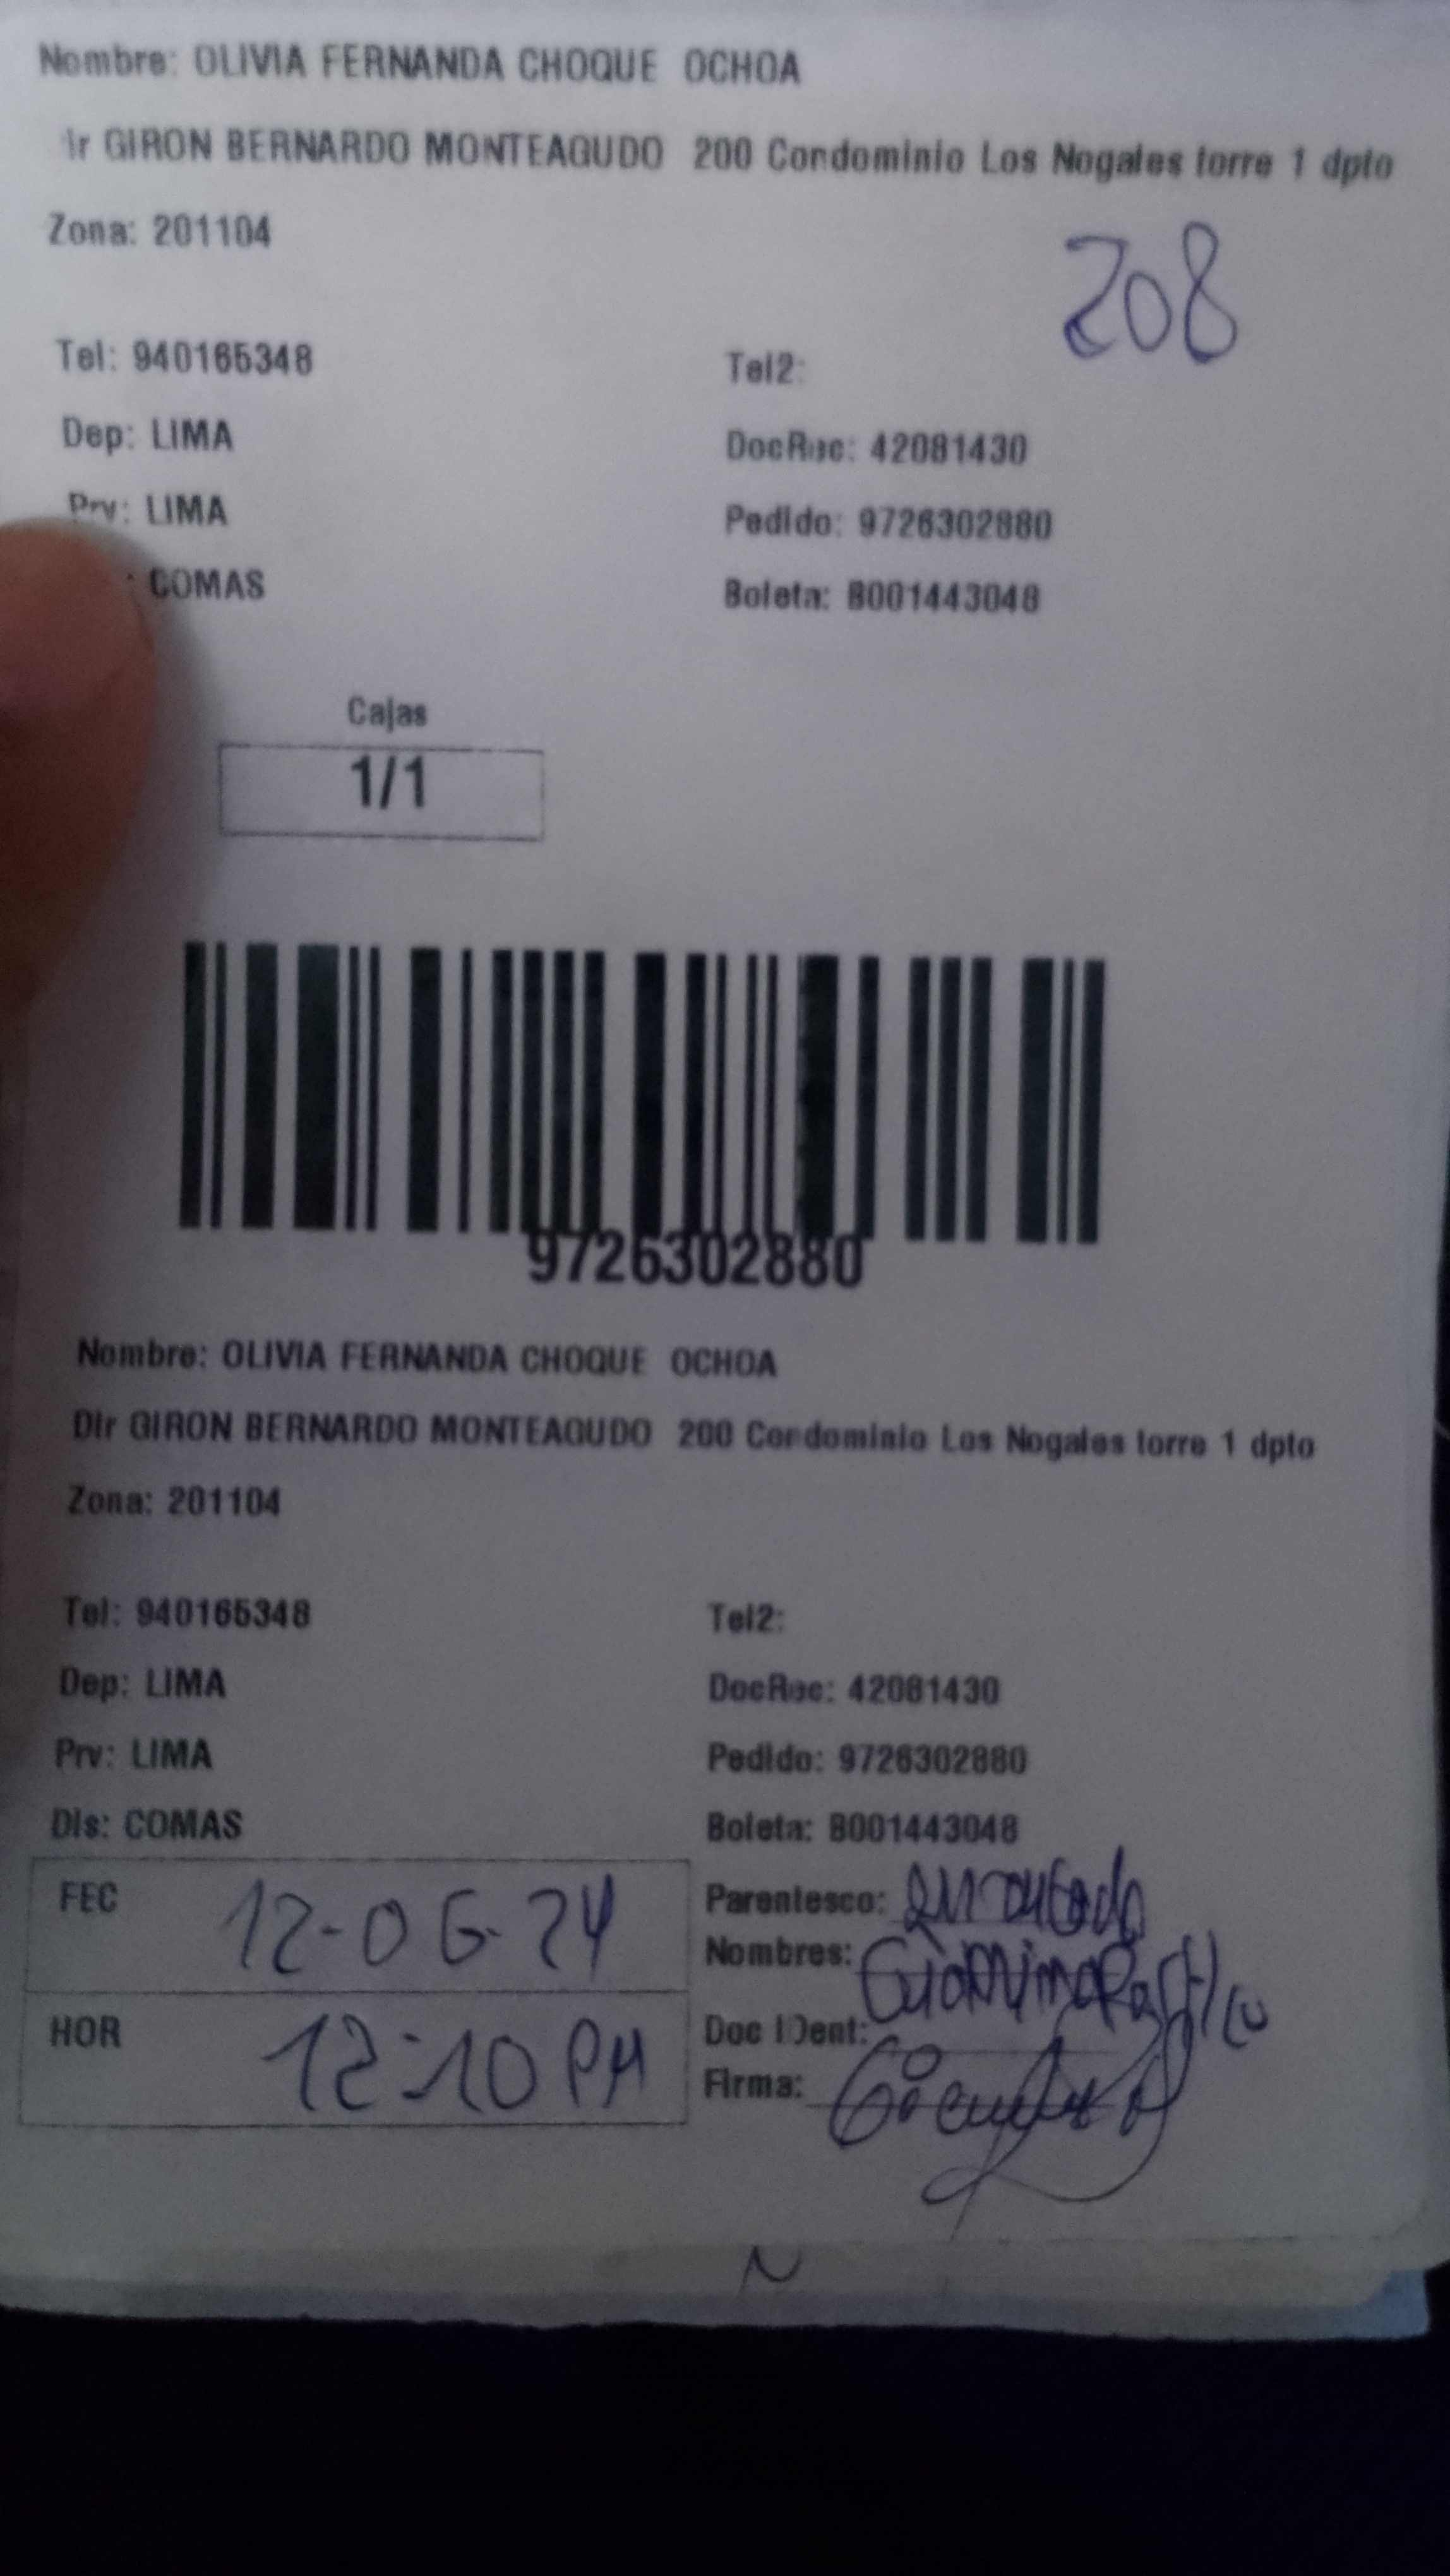 Nombre: OLIVIA FERNANDA CHOQUE OCHOA
ir GIRON BERNARDO MONTEAGUDO 200 Condominio Los Nogales torre 1 dpto
Zona: 201104
208
Tel: 940165348 Tel2:
Dep: LIMA DocRec: 42081430
Prv: LIMA Pedido: 9726302880
COMAS Boleta: B001443048
Cajas
1/1
9726302880
Nombre: OLIVIA FERNANDA CHOQUE OCHOA
Dir GIRON BERNARDO MONTEAGUDO 200 Condominio Los Nogales torre 1 dpto
Zona: 201104
Tel: 940165348 Tel2:
Dep: LIMA DocRec: 42081430
Prv: LIMA Pedido: 9726302880
Dis: COMAS Boleta: B001443048
FEC 12-06-24 Parentesco:
Nombres:
HOR 12:10 PM Doc IDent:
Firma: